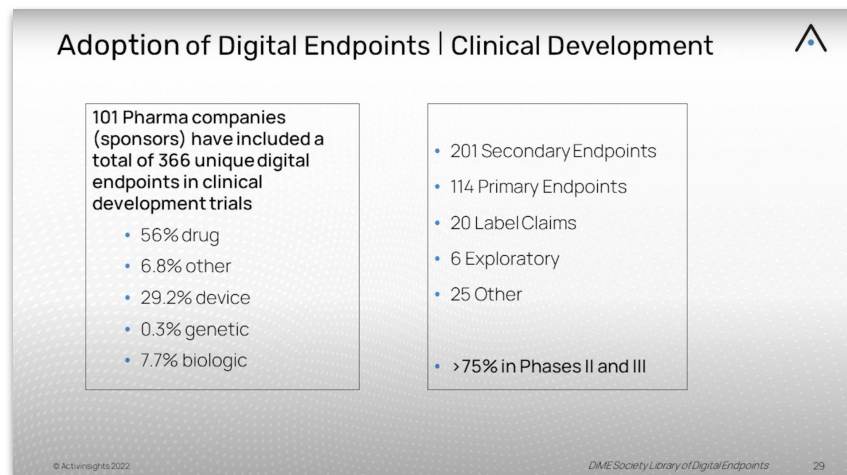 Adoption of Digital Endpoints | Clinical Development
101 Pharma companies
(sponsors) have included a
total of 366 unique digital
endpoints in clinical
development trials
• 56% drug
• 6.8% other
• 29.2% device
• 0.3% genetic
• 7.7% biologic
• 201 Secondary Endpoints
• 114 Primary Endpoints
• 20 Label Claims
• 6 Exploratory
• 25 Other
• >75% in Phases II and III
© Activinsights 2022
DiME Society Library of Digital Endpoints
29